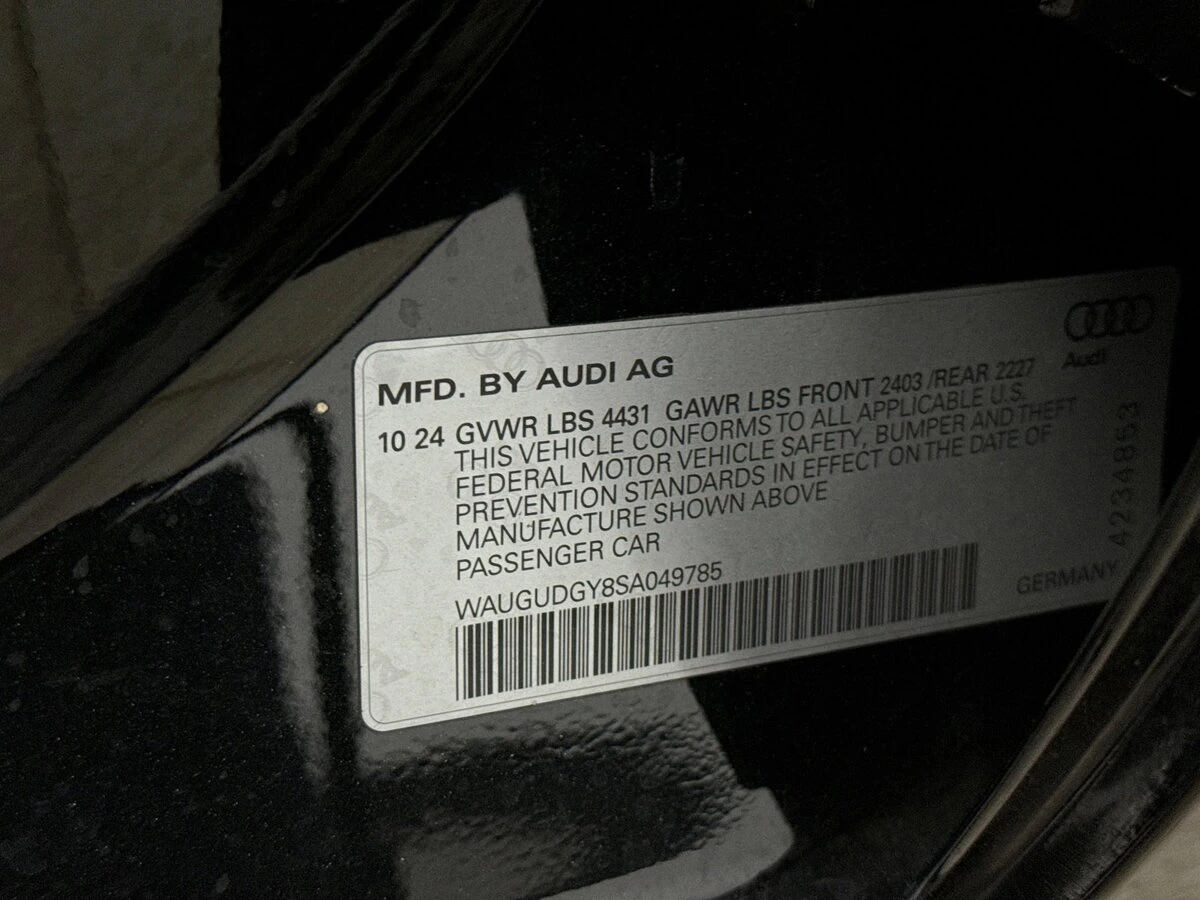 MFD. BY AUDI AG
Audi
10 24 GVWR LBS 4431 GAWR LBS FRONT 2403 /REAR 2227
THIS VEHICLE CONFORMS TO ALL APPLICABLE U.S.
FEDERAL MOTOR VEHICLE SAFETY, BUMPER AND THEFT
PREVENTION STANDARDS IN EFFECT ON THE DATE OF
MANUFACTURE SHOWN ABOVE
PASSENGER CAR
WAUGUDGY8SA049785
GERMANY
4234853